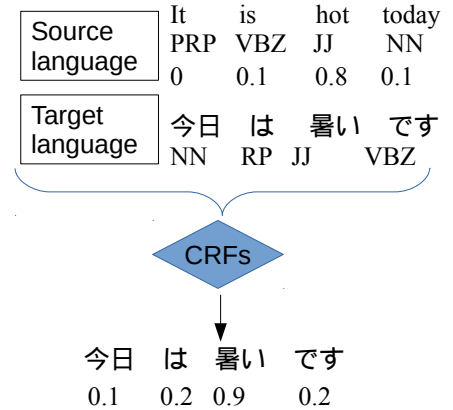 Source language
It is hot today
PRP VBZ JJ NN
0 0.1 0.8 0.1
Target language
今日 は 暑い です
NN RP JJ VBZ
CRFs
今日 は 暑い です
0.1 0.2 0.9 0.2